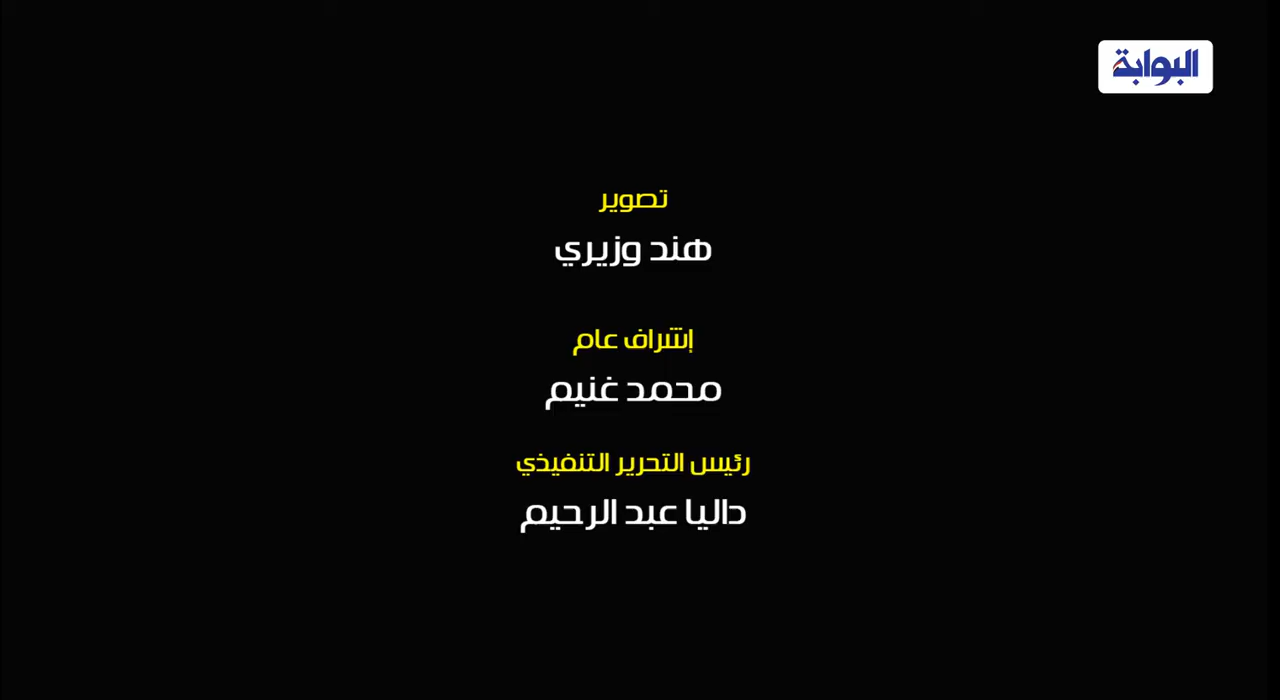 البوابة
تصوير
هند وزيري
إشراف عام
محمد غنيم
رئيس التحرير التنفيذي
داليا عبد الرحيم